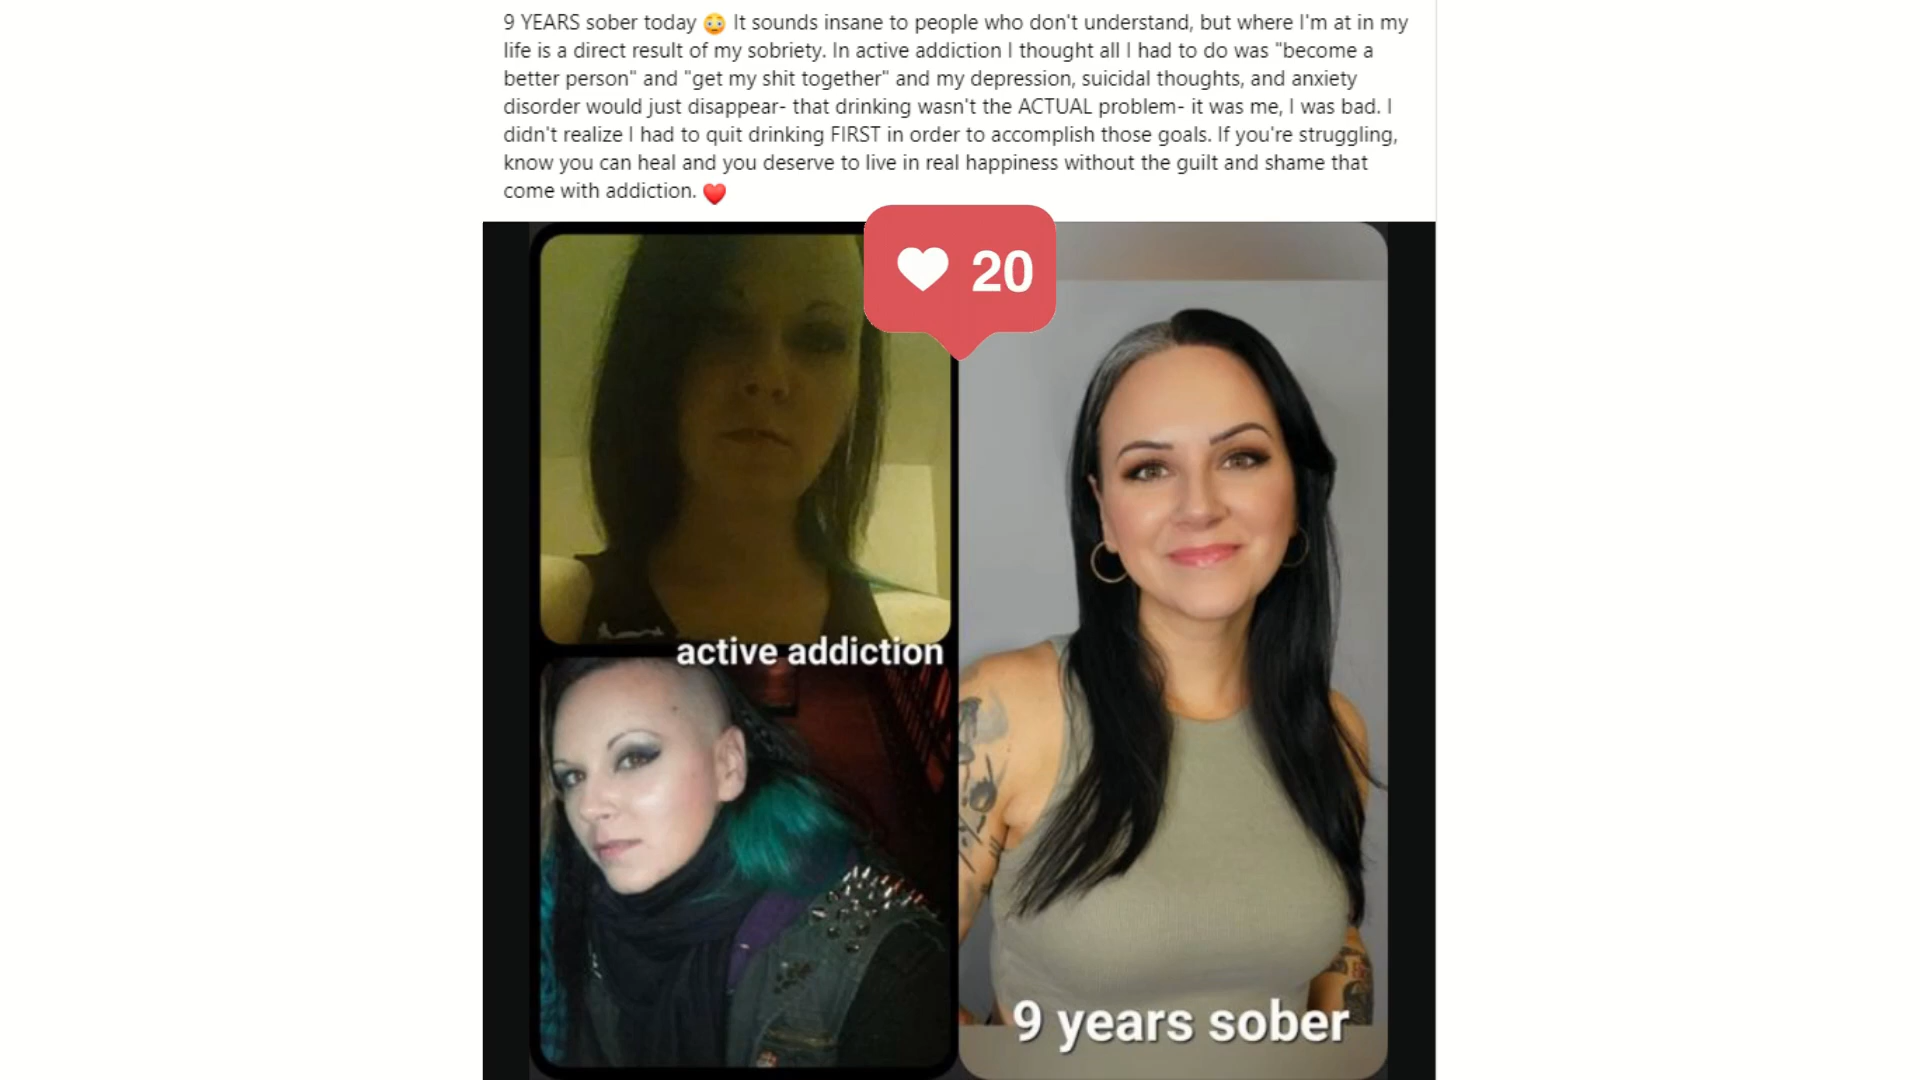 9 YEARS sober today 😳 It sounds insane to people who don't understand, but where I'm at in my
life is a direct result of my sobriety. In active addiction I thought all I had to do was "become a
better person" and "get my shit together" and my depression, suicidal thoughts, and anxiety
disorder would just disappear- that drinking wasn't the ACTUAL problem- it was me, I was bad. I
didn't realize I had to quit drinking FIRST in order to accomplish those goals. If you're struggling,
know you can heal and you deserve to live in real happiness without the guilt and shame that
come with addiction. ❤️
20
active addiction
9 years sober